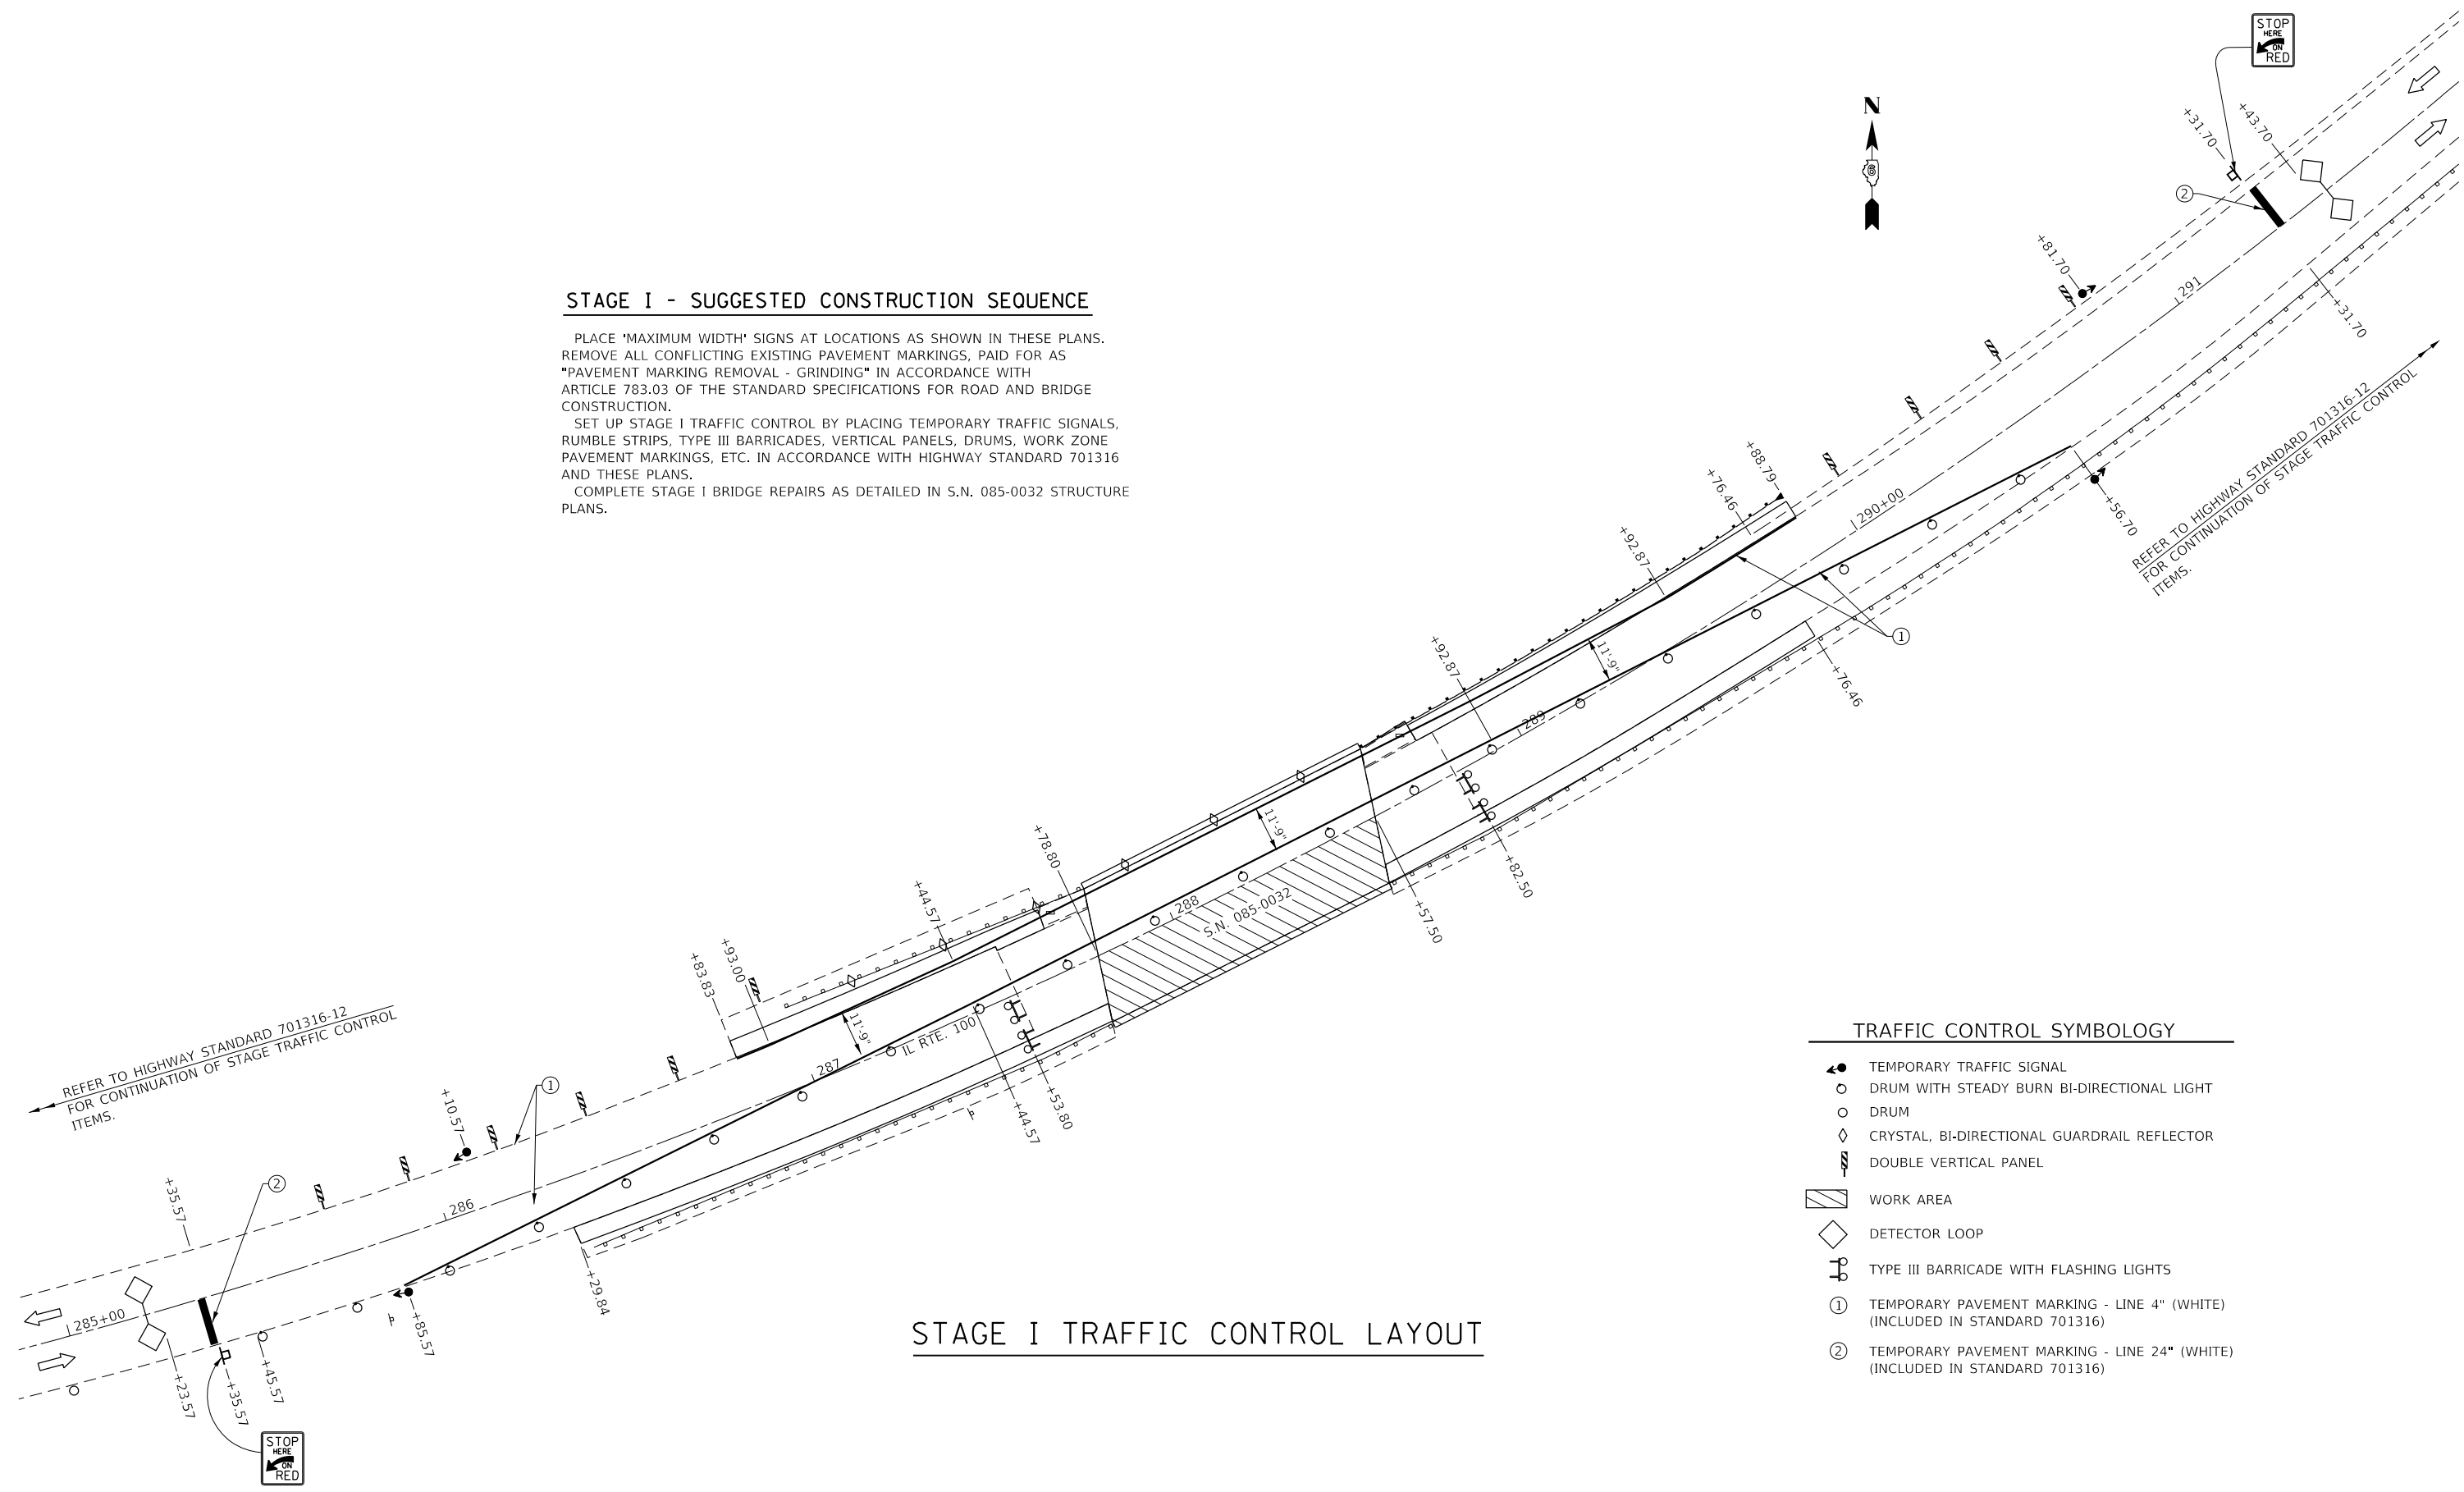 STOP
HERE
ON
RED
+31.70
+43.70
N
6
2
+81.70
291
+31.70
STAGE I - SUGGESTED CONSTRUCTION SEQUENCE
PLACE 'MAXIMUM WIDTH' SIGNS AT LOCATIONS AS SHOWN IN THESE PLANS.
REMOVE ALL CONFLICTING EXISTING PAVEMENT MARKINGS, PAID FOR AS
"PAVEMENT MARKING REMOVAL - GRINDING" IN ACCORDANCE WITH
ARTICLE 783.03 OF THE STANDARD SPECIFICATIONS FOR ROAD AND BRIDGE
CONSTRUCTION.
SET UP STAGE I TRAFFIC CONTROL BY PLACING TEMPORARY TRAFFIC SIGNALS,
RUMBLE STRIPS, TYPE III BARRICADES, VERTICAL PANELS, DRUMS, WORK ZONE
PAVEMENT MARKINGS, ETC. IN ACCORDANCE WITH HIGHWAY STANDARD 701316
AND THESE PLANS.
COMPLETE STAGE I BRIDGE REPAIRS AS DETAILED IN S.N. 085-0032 STRUCTURE
PLANS.
REFER TO HIGHWAY STANDARD 701316-12
FOR CONTINUATION OF STAGE TRAFFIC CONTROL
ITEMS.
+88.79
+76.46
290+00
+56.70
+92.87
1
11'-9"
+76.46
+92.87
289
11'-9"
+82.50
+78.80
288
S.N. 085-0032
+57.50
+44.57
+93.00
+83.83
11'-9"
IL RTE. 100
287
+53.80
+44.57
REFER TO HIGHWAY STANDARD 701316-12
FOR CONTINUATION OF STAGE TRAFFIC CONTROL
ITEMS.
1
+10.57
2
+35.57
286
+29.84
285+00
+85.57
+45.57
+35.57
+23.57
STOP
HERE
ON
RED
STAGE I TRAFFIC CONTROL LAYOUT
TRAFFIC CONTROL SYMBOLOGY
TEMPORARY TRAFFIC SIGNAL
DRUM WITH STEADY BURN BI-DIRECTIONAL LIGHT
DRUM
CRYSTAL, BI-DIRECTIONAL GUARDRAIL REFLECTOR
DOUBLE VERTICAL PANEL
WORK AREA
DETECTOR LOOP
TYPE III BARRICADE WITH FLASHING LIGHTS
1 TEMPORARY PAVEMENT MARKING - LINE 4" (WHITE)
(INCLUDED IN STANDARD 701316)
2 TEMPORARY PAVEMENT MARKING - LINE 24" (WHITE)
(INCLUDED IN STANDARD 701316)